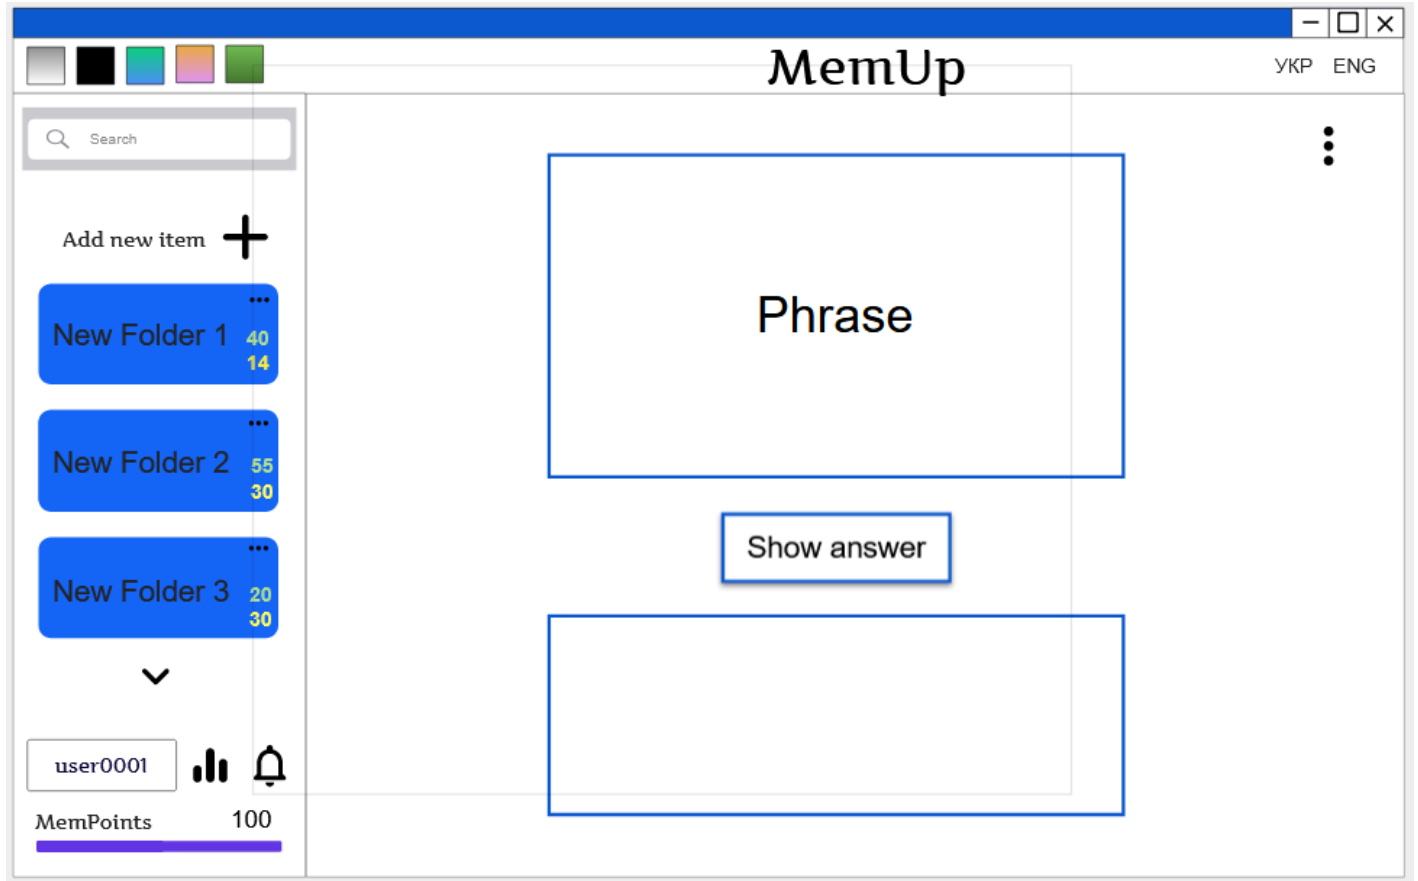 MemUp
УКР ENG
Search
Add new item
New Folder 1
40
14
New Folder 2
55
30
New Folder 3
20
30
user0001
MemPoints 100
Phrase
Show answer